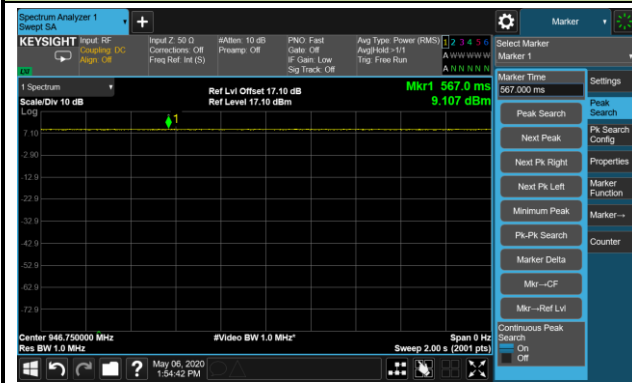 Spectrum Analyzer 1
Swept SA
Marker
KEYSIGHT
Input: RF
Coupling: DC
Align: Off
Input Z: 50 Ω
Corrections: Off
Freq Ref: Int (S)
#Atten: 10 dB
Preamp: Off
PNO: Fast
Gate: Off
IF Gain: Low
Sig Track: Off
Avg Type: Power (RMS)
Avg|Hold:>1/1
Trig: Free Run
1 2 3 4 5 6
A W W W W W
A N N N N N
Select Marker
Marker 1
LW
1 Spectrum
Scale/Div 10 dB
Log
Ref Lvl Offset 17.10 dB
Ref Level 17.10 dBm
Mkr1 567.0 ms
9.107 dBm
1
7.10
-2.90
-12.9
-22.9
-32.9
-42.9
-52.9
-62.9
-72.9
Center 946.750000 MHz
Res BW 1.0 MHz
#Video BW 1.0 MHz*
Span 0 Hz
Sweep 2.00 s (2001 pts)
Marker Time
567.000 ms
Peak Search
Next Peak
Next Pk Right
Next Pk Left
Minimum Peak
Pk-Pk Search
Marker Delta
Mkr→CF
Mkr→Ref Lvl
Continuous Peak
Search
On
Off
Settings
Peak
Search
Pk Search
Config
Properties
Marker
Function
Marker→
Counter
?
May 06, 2020
1:54:42 PM